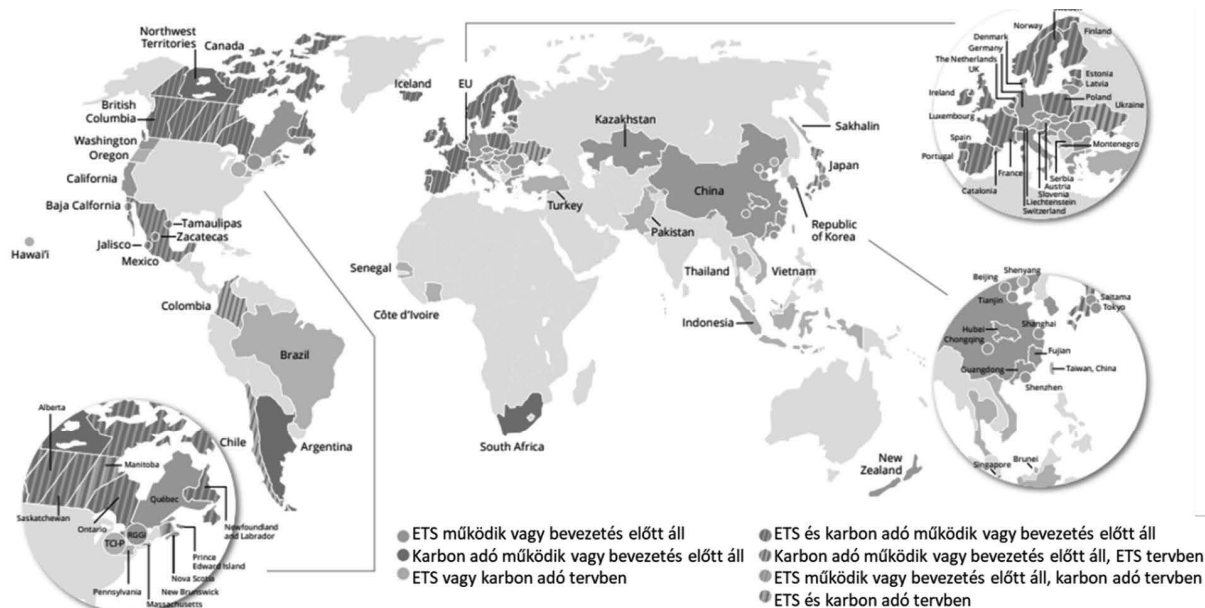 Northwest
Territories
Canada
British
Columbia
Washington
Oregon
California
Baja Calfornia
Hawai'i
Tamaulipas
Zacatecas
Jalisco
Mexico
Colombia
Brazil
Chile
Argentina
Iceland
EU
Kazakhstan
Sakhalin
Japan
China
Turkey
Pakistan
Republic
of Korea
Senegal
Côte d'Ivoire
Thailand
Vietnam
Indonesia
South Africa
New
Zealand
Norway
Finland
Denmark
Germany
The Netherlands
UK
Estonia
Latvia
Ireland
Poland
Ukraine
Luxembourg
Spain
Montenegro
Portugal
France
Serbia
Catalonia
Austria
Slovenia
Liechtenstein
Switzerland
Beijing
Shenyang
Tianjin
Saitama
Tokyo
Hubei
Shanghai
Chongqing
Fujian
Guangdong
Taiwan, China
Shenzhen
Singapore
Brunei
Alberta
Manitoba
Québec
Saskatchewan
Ontario
Newfoundland
and Labrador
TCI-P
RGGI
Prince
Edward Island
Nova Scotia
Pennsylvania
New Brunswick
Massachusetts
ETS működik vagy bevezetés előtt áll
Karbon adó működik vagy bevezetés előtt áll
ETS vagy karbon adó tervben
ETS és karbon adó működik vagy bevezetés előtt áll
Karbon adó működik vagy bevezetés előtt áll, ETS tervben
ETS működik vagy bevezetés előtt áll, karbon adó tervben
ETS és karbon adó tervben